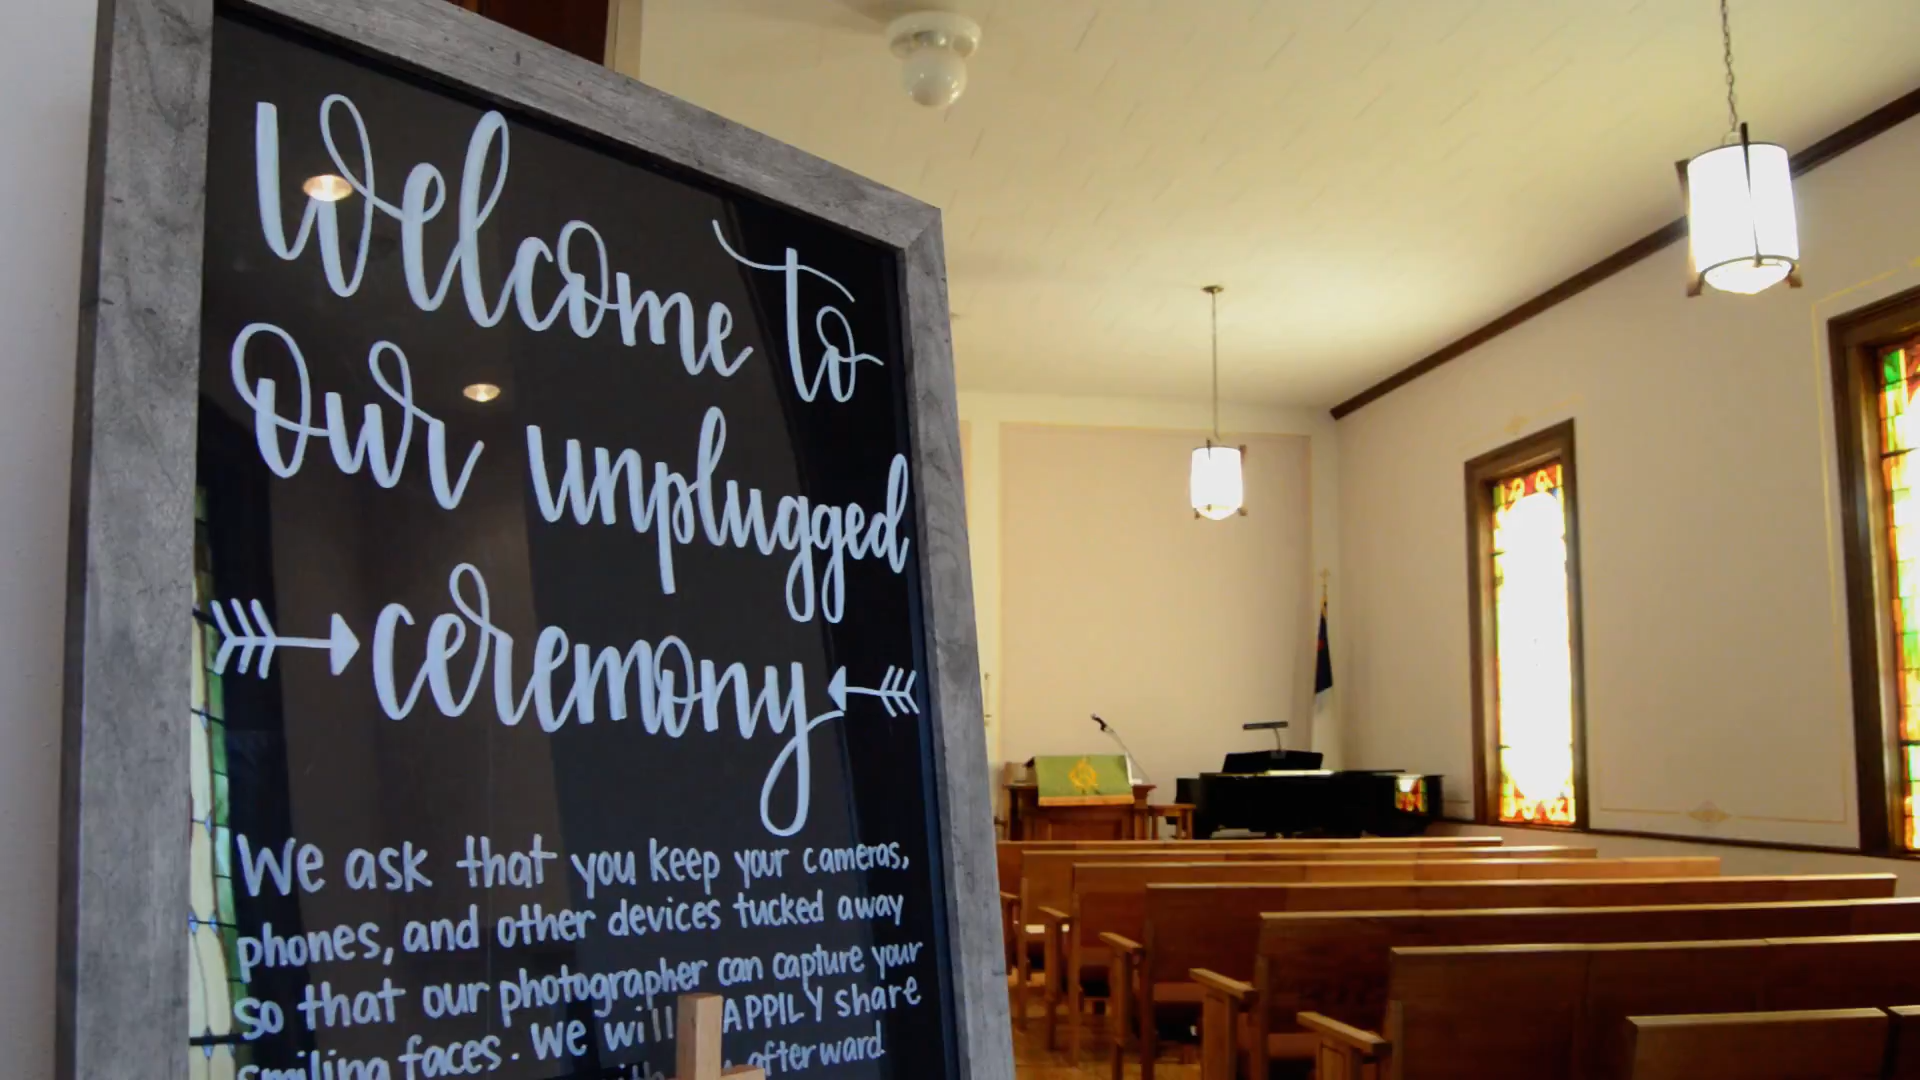 Welcome to
our unplugged
ceremony
We ask that you keep your cameras,
phones, and other devices tucked away
so that our photographer can capture your
smiling faces. We will APPILY share
afterward.